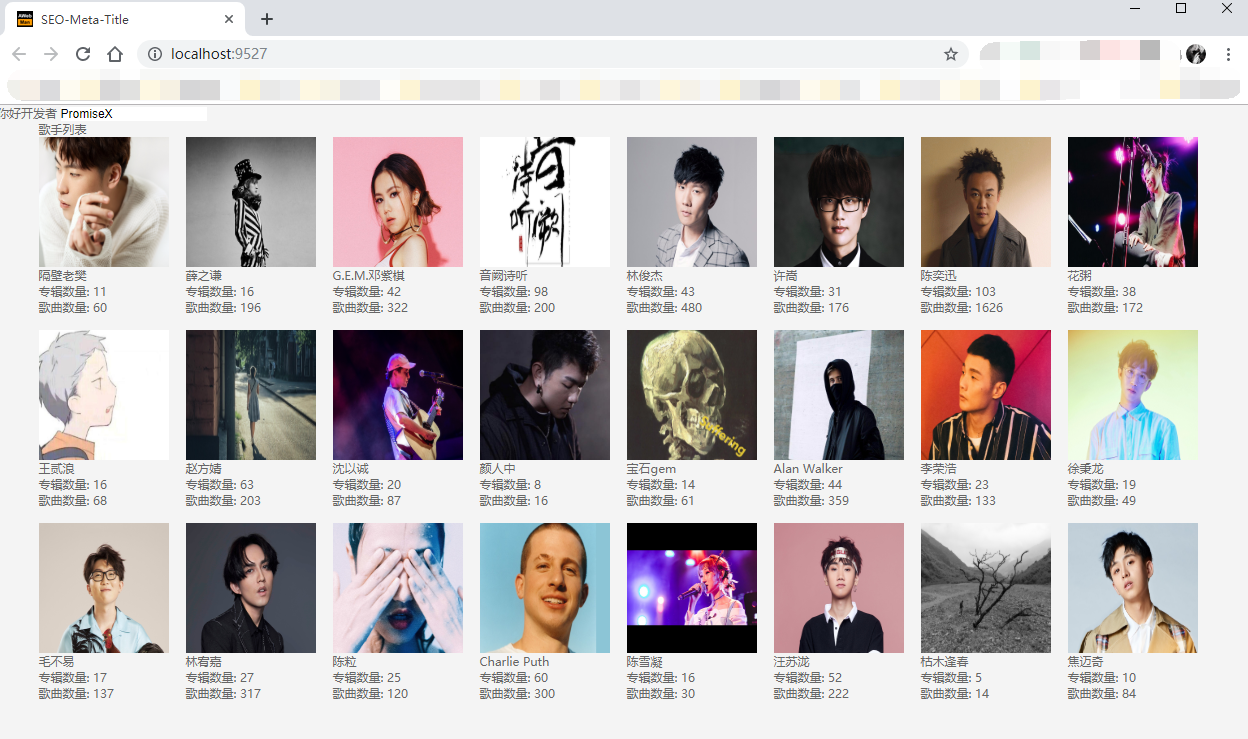 AWeb
Man
SEO-Meta-Title
localhost:9527
你好开发者 PromiseX
歌手列表
诗音
听阙
隔壁老樊
专辑数量: 11
歌曲数量: 60
薛之谦
专辑数量: 16
歌曲数量: 196
G.E.M.邓紫棋
专辑数量: 42
歌曲数量: 322
音阙诗听
专辑数量: 98
歌曲数量: 200
林俊杰
专辑数量: 43
歌曲数量: 480
许嵩
专辑数量: 31
歌曲数量: 176
陈奕迅
专辑数量: 103
歌曲数量: 1626
花粥
专辑数量: 38
歌曲数量: 172
王贰浪
专辑数量: 16
歌曲数量: 68
赵方婧
专辑数量: 63
歌曲数量: 203
沈以诚
专辑数量: 20
歌曲数量: 87
颜人中
专辑数量: 8
歌曲数量: 16
Suffering
宝石gem
专辑数量: 14
歌曲数量: 61
Alan Walker
专辑数量: 44
歌曲数量: 359
李荣浩
专辑数量: 23
歌曲数量: 133
徐秉龙
专辑数量: 19
歌曲数量: 49
毛不易
专辑数量: 17
歌曲数量: 137
林宥嘉
专辑数量: 27
歌曲数量: 317
陈粒
专辑数量: 25
歌曲数量: 120
Charlie Puth
专辑数量: 60
歌曲数量: 300
陈雪凝
专辑数量: 16
歌曲数量: 30
汪苏泷
专辑数量: 52
歌曲数量: 222
枯木逢春
专辑数量: 5
歌曲数量: 14
焦迈奇
专辑数量: 10
歌曲数量: 84